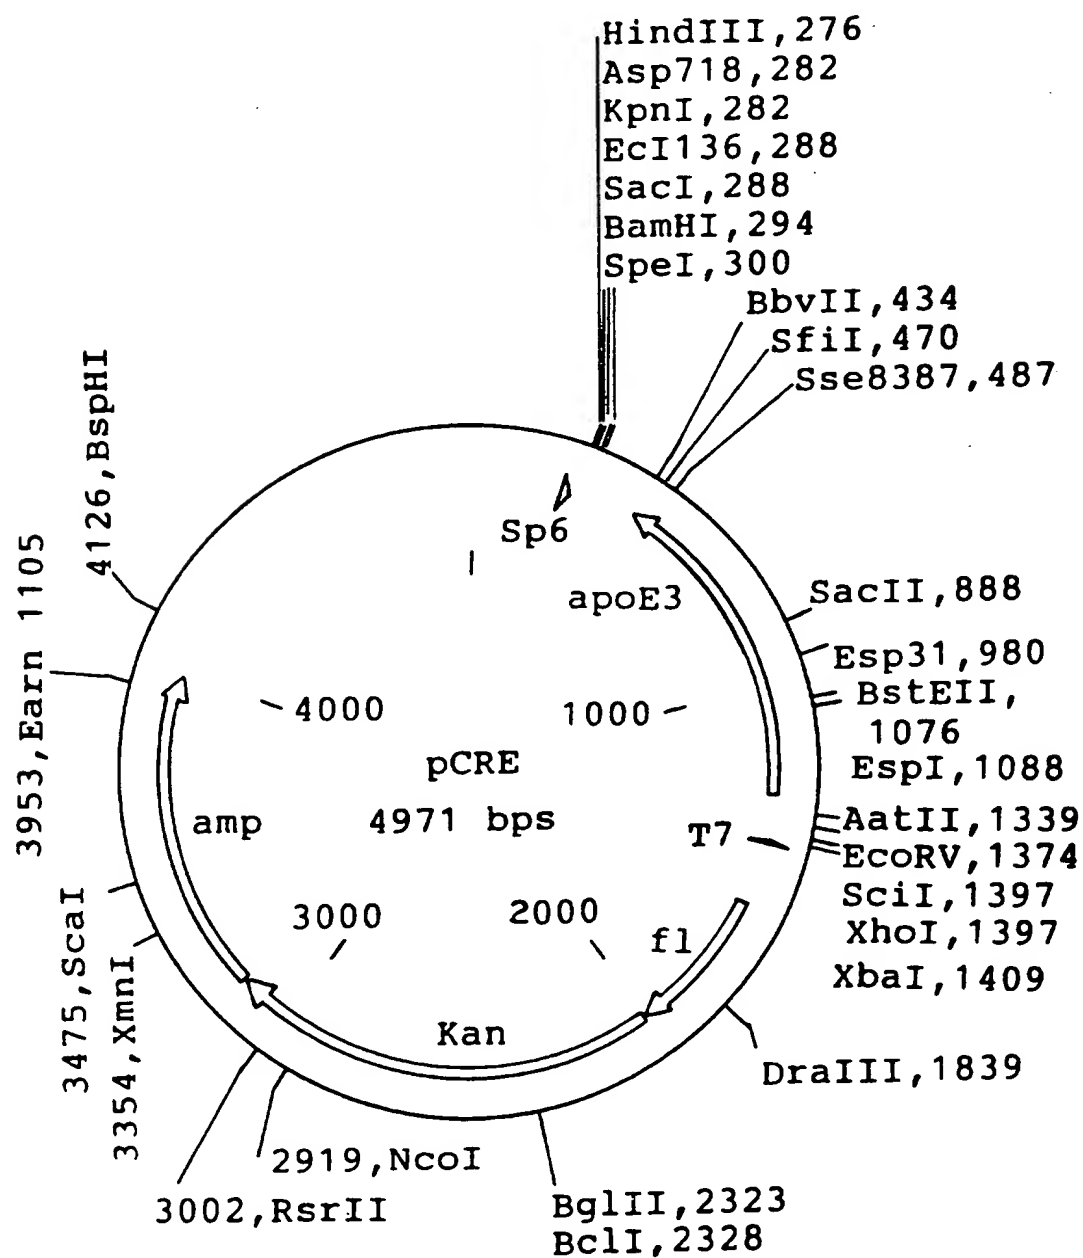 HindIII,276
Asp718,282
KpnI,282
EcI136,288
SacI,288
BamHI,294
SpeI,300
BbvII,434
SfiI,470
Sse8387,487
4126,BspHI
Sp6
apoE3
SacII,888
Esp31,980
BstEII,
1076
EspI,1088
3953,Earn 1105
4000
1000
pCRE
4971 bps
amp
T7
AatII,1339
EcoRV,1374
SciI,1397
XhoI,1397
XbaI,1409
3000
2000
f1
3475,ScaI
3354,XmnI
Kan
DraIII,1839
2919,NcoI
3002,RsrII
BglII,2323
BclI,2328